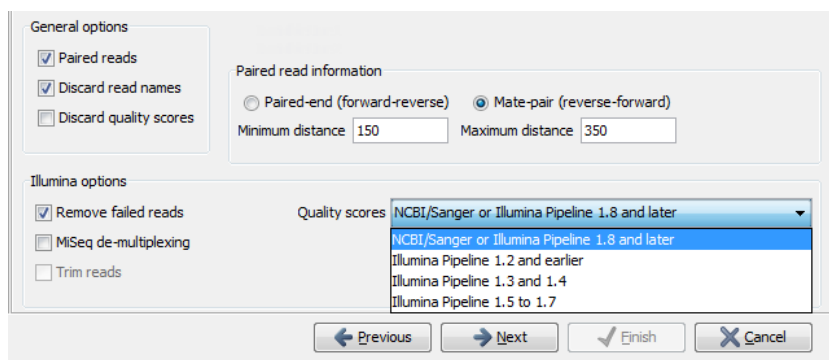 General options
Paired reads
Discard read names
Discard quality scores
Paired read information
Paired-end (forward-reverse) Mate-pair (reverse-forward)
Minimum distance 150 Maximum distance 350
Illumina options
Remove failed reads
MiSeq de-multiplexing
Trim reads
Quality scores NCBI/Sanger or Illumina Pipeline 1.8 and later
NCBI/Sanger or Illumina Pipeline 1.8 and later
Illumina Pipeline 1.2 and earlier
Illumina Pipeline 1.3 and 1.4
Illumina Pipeline 1.5 to 1.7
Previous Next Finish Cancel